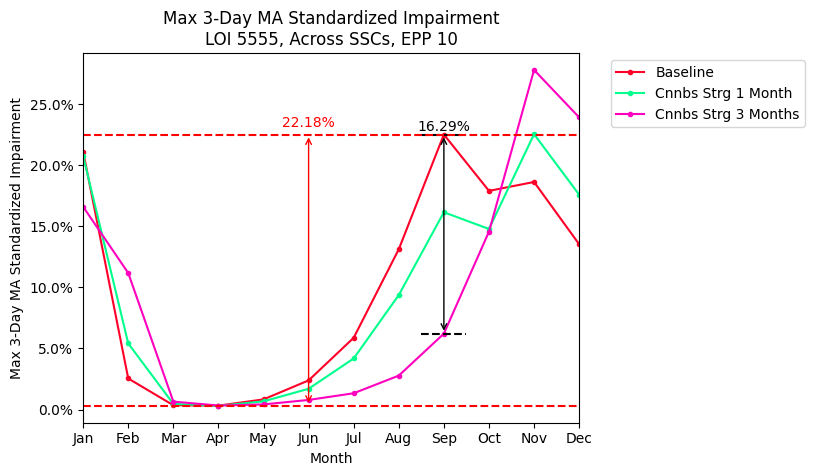 Max 3-Day MA Standardized Impairment
LOI 5555, Across SSCs, EPP 10
Max 3-Day MA Standardized Impairment
25.0%
20.0%
15.0%
10.0%
5.0%
0.0%
22.18%
16.29%
Jan Feb Mar Apr May Jun Jul Aug Sep Oct Nov Dec
Month
Baseline
Cnnbs Strg 1 Month
Cnnbs Strg 3 Months